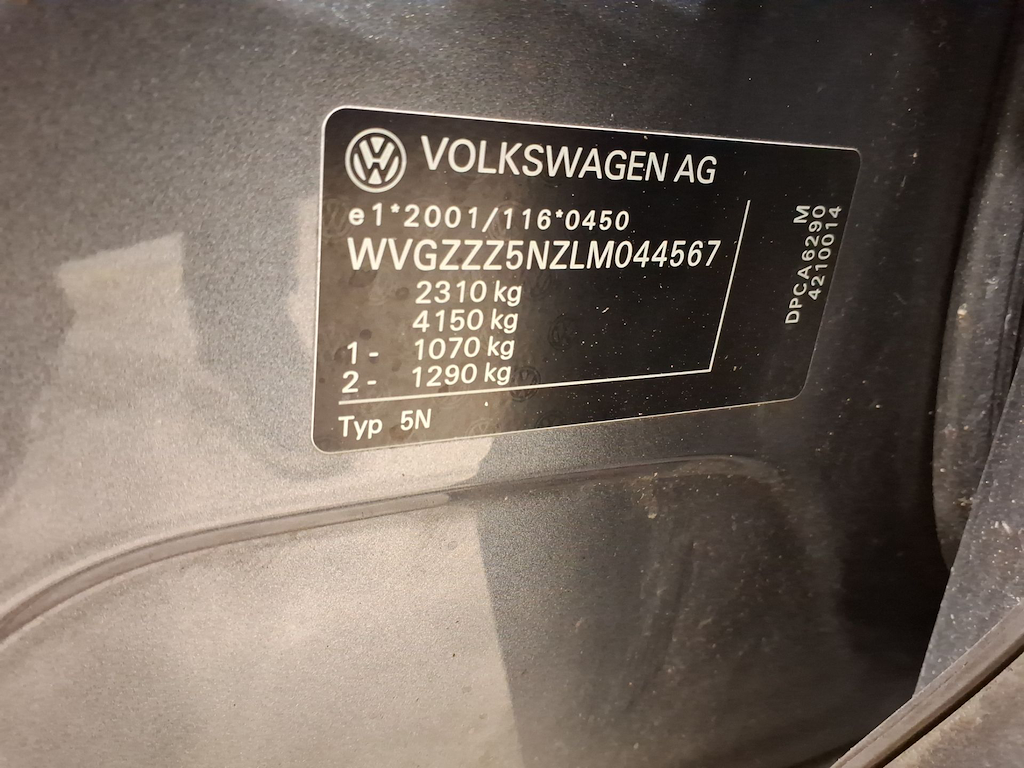 VOLKSWAGEN AG
e1*2001/116*0450
WVGZZZ5NZLM044567
2310 kg
4150 kg
1 - 1070 kg
2 - 1290 kg
Typ 5N
M
DPCA6290
4210014